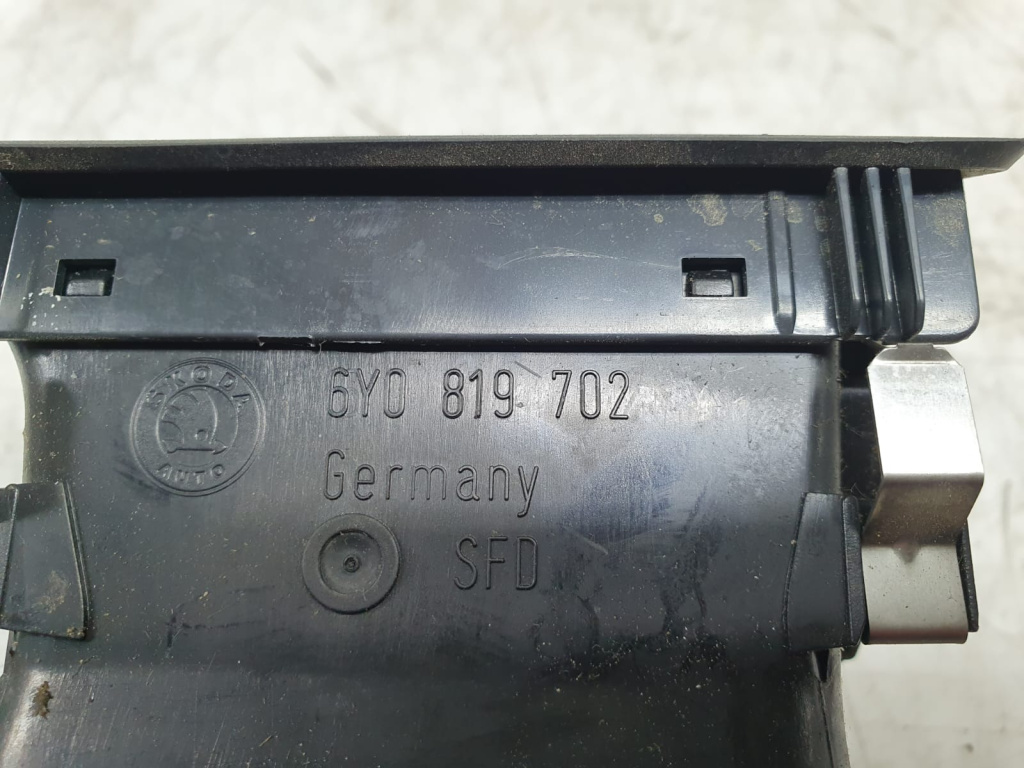 ŠKODA
AUTO
6Y0 819 702
Germany
SFD